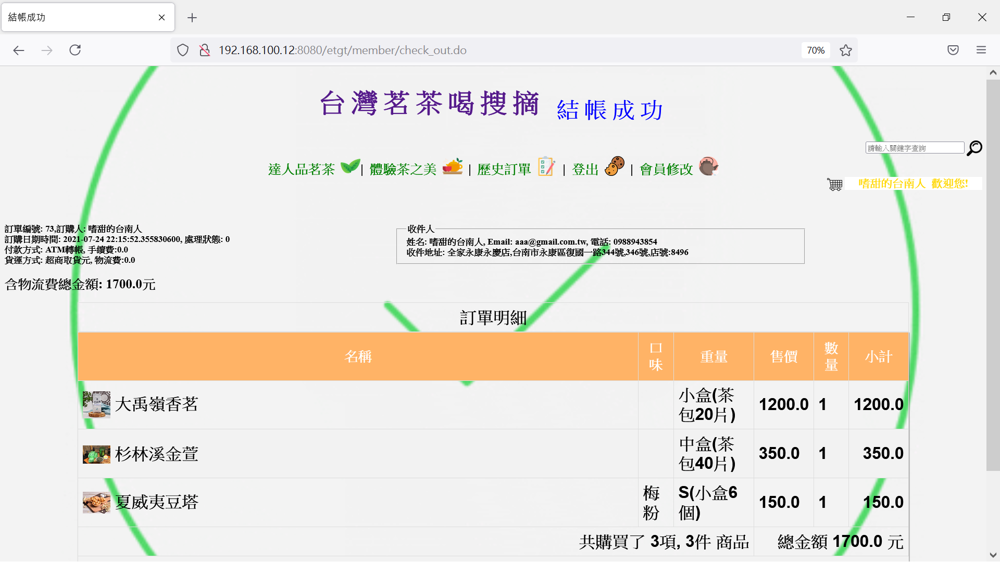 結帳成功
192.168.100.12:8080/etgt/member/check_out.do
70%
台灣茗茶喝搜摘 結帳成功
請輸入關鍵字查詢
達人品茗茶 | 體驗茶之美 | 歷史訂單 | 登出 | 會員修改
嗜甜的台南人 歡迎您!
訂單編號: 73,訂購人: 嗜甜的台南人
訂購日期時間: 2021-07-24 22:15:52.355830600, 處理狀態: 0
付款方式: ATM轉帳, 手續費:0.0
貨運方式: 超商取貨元, 物流費:0.0
收件人
姓名: 嗜甜的台南人, Email: aaa@gmail.com.tw, 電話: 0988943854
收件地址: 全家永康永慶店,台南市永康區復國一路344號,346號,店號:8496
含物流費總金額: 1700.0元
訂單明細
名稱 口味 重量 售價 數量 小計
大禹嶺香茗 小盒(茶包20片) 1200.0 1 1200.0
杉林溪金萱 中盒(茶包40片) 350.0 1 350.0
夏威夷豆塔 梅粉 S(小盒6個) 150.0 1 150.0
共購買了 3項, 3件 商品 總金額 1700.0 元